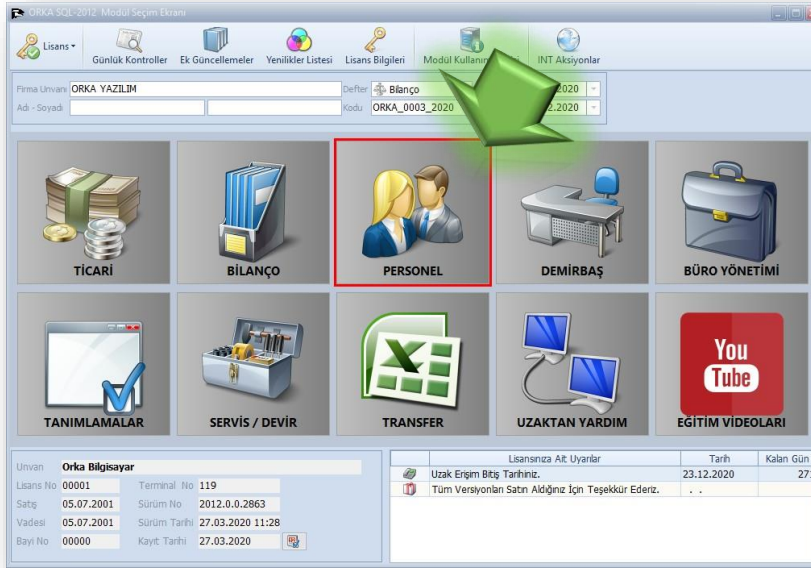 ORKA SQL-2012 Modül Seçim Ekranı
Lisans
Günlük Kontroller Ek Güncellemeler Yenilikler Listesi Lisans Bilgileri Modül Kullanım INT Aksiyonlar
Firma Unvanı ORKA YAZILIM Defter Bilanço 2020
Adı - Soyadı Kodu ORKA_0003_2020 2.2020
TİCARİ BİLANÇO PERSONEL DEMİRBAŞ BÜRO YÖNETİMİ
You
Tube
TANIMLAMALAR SERVİS / DEVİR TRANSFER UZAKTAN YARDIM EĞİTİM VİDEOLARI
Unvan Orka Bilgisayar
Lisans No 00001 Terminal No 119
Satış 05.07.2001 Sürüm No 2012.0.0.2863
Vadesi 05.07.2001 Sürüm Tarihi 27.03.2020 11:28
Bayi No 00000 Kayıt Tarihi 27.03.2020
Lisansınıza Ait Uyarılar Tarih Kalan Gün
Uzak Erişim Bitiş Tarihiniz. 23.12.2020 271
Tüm Versiyonları Satın Aldığınız İçin Teşekkür Ederiz. . .